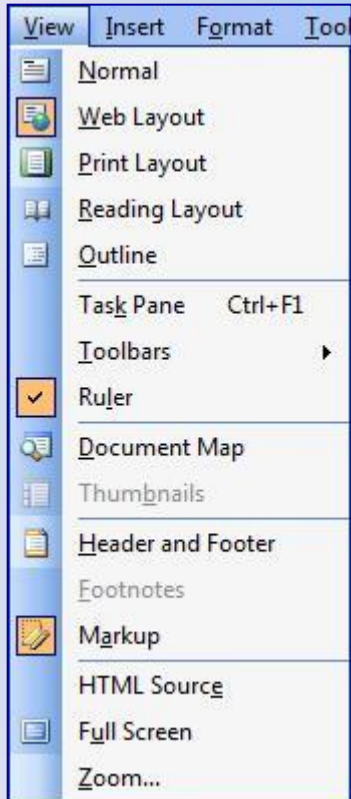 View Insert Format Tool
Normal
Web Layout
Print Layout
Reading Layout
Outline
Task Pane Ctrl+F1
Toolbars
Ruler
Document Map
Thumbnails
Header and Footer
Footnotes
Markup
HTML Source
Full Screen
Zoom...